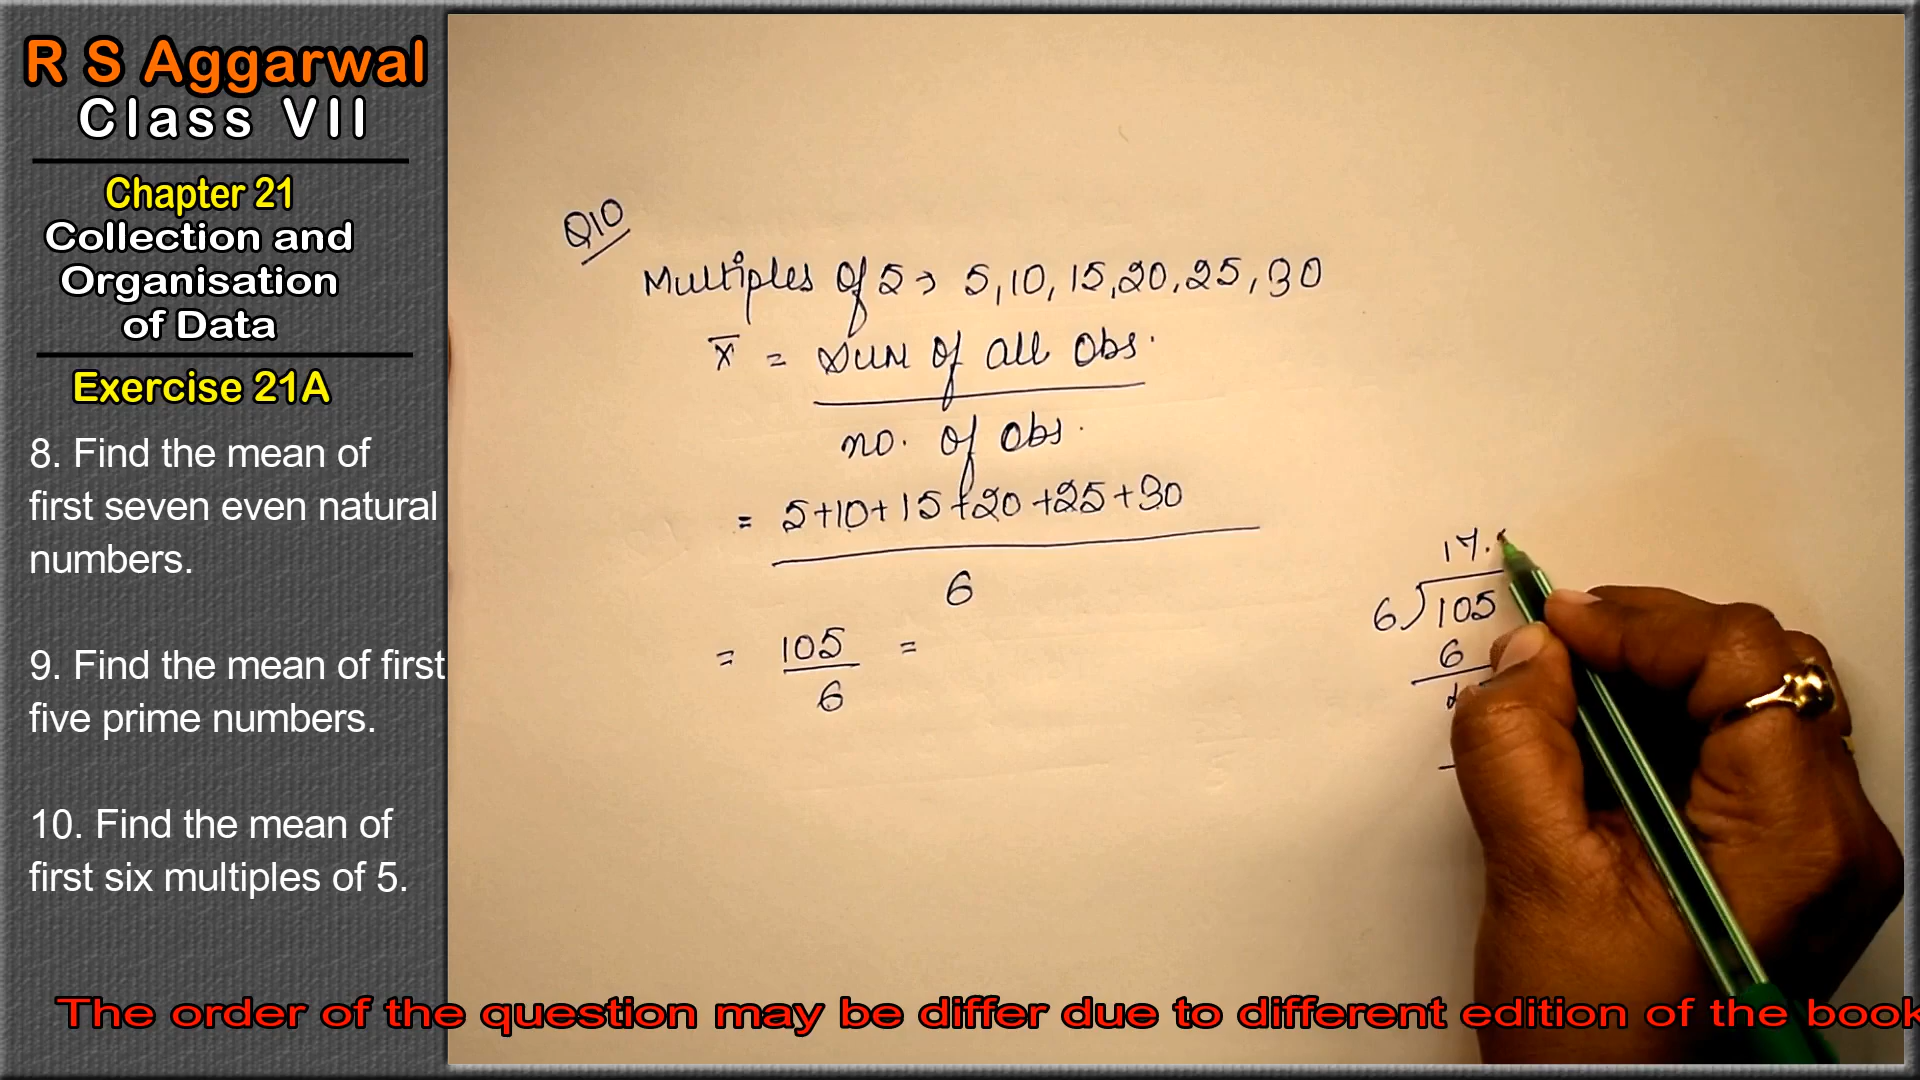 R S Aggarwal
Class VII
Chapter 21
Collection and
Organisation
of Data
Exercise 21A
8. Find the mean of
first seven even natural
numbers.
9. Find the mean of first
five prime numbers.
10. Find the mean of
first six multiples of 5.
Q10
Multiples of 5 → 5, 10, 15, 20, 25, 30
x̅ = Sum of all Obs.
no. of Obs.
= 5+10+15+20+25+30
6
= 105 =
6
17.
6)105
6
The order of the question may be differ due to different edition of the book